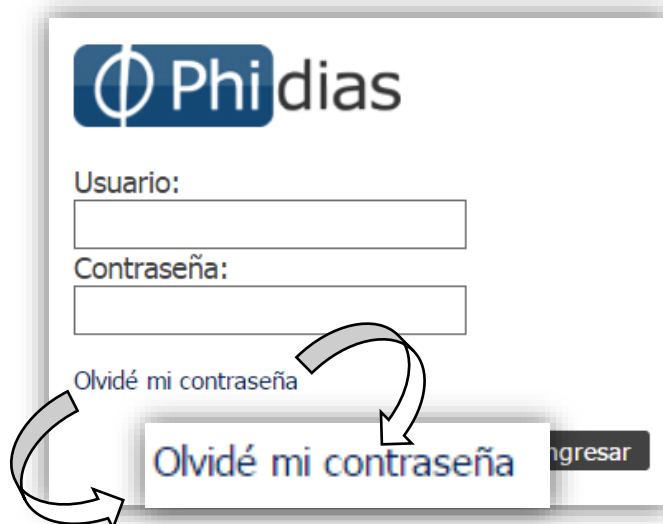 Phidias
Usuario:
Contraseña:
Olvidé mi contraseña
Olvidé mi contraseña
ngresar